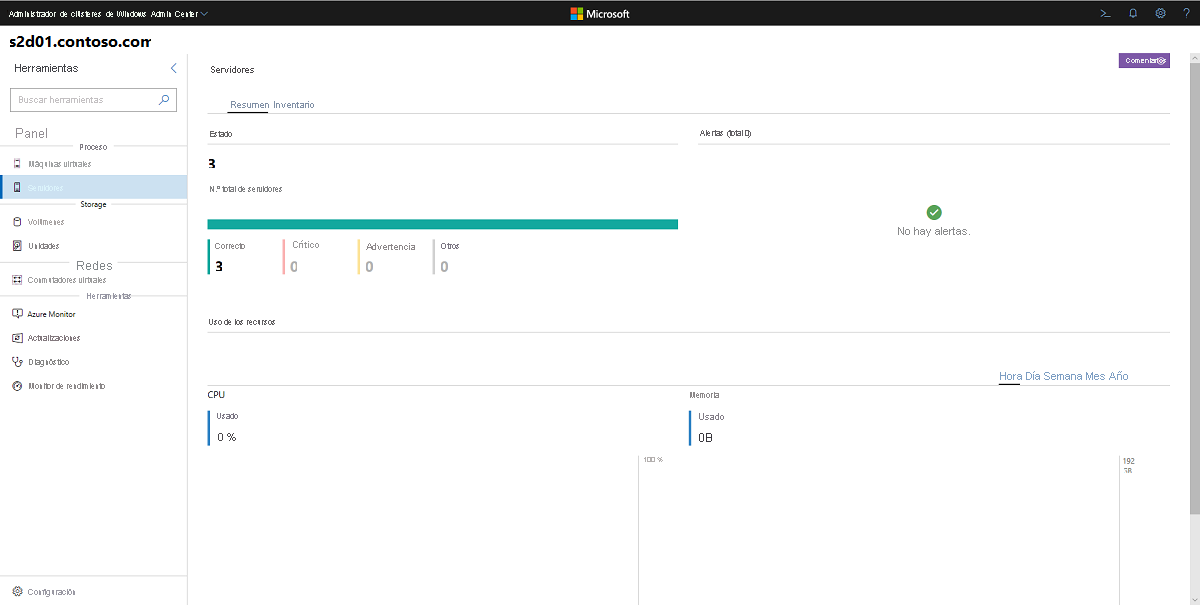 Administrador de clústeres de Windows Admin Center
Microsoft
s2d01.contoso.com
Herramientas
Buscar herramientas
Panel
Proceso
Máquinas virtuales
Servidores
Storage
Volúmenes
Unidades
Redes
Conmutadores virtuales
Herramientas
Azure Monitor
Actualizaciones
Diagnóstico
Monitor de rendimiento
Configuración
Servidores
Comentarios
Resumen Inventario
Estado
3
N.º total de servidores
Correcto
3
Crítico
0
Advertencia
0
Otros
0
Alertas (total 0)
No hay alertas.
Uso de los recursos
Hora Día Semana Mes Año
CPU
Usado
0 %
100 %
Memoria
Usado
0B
192